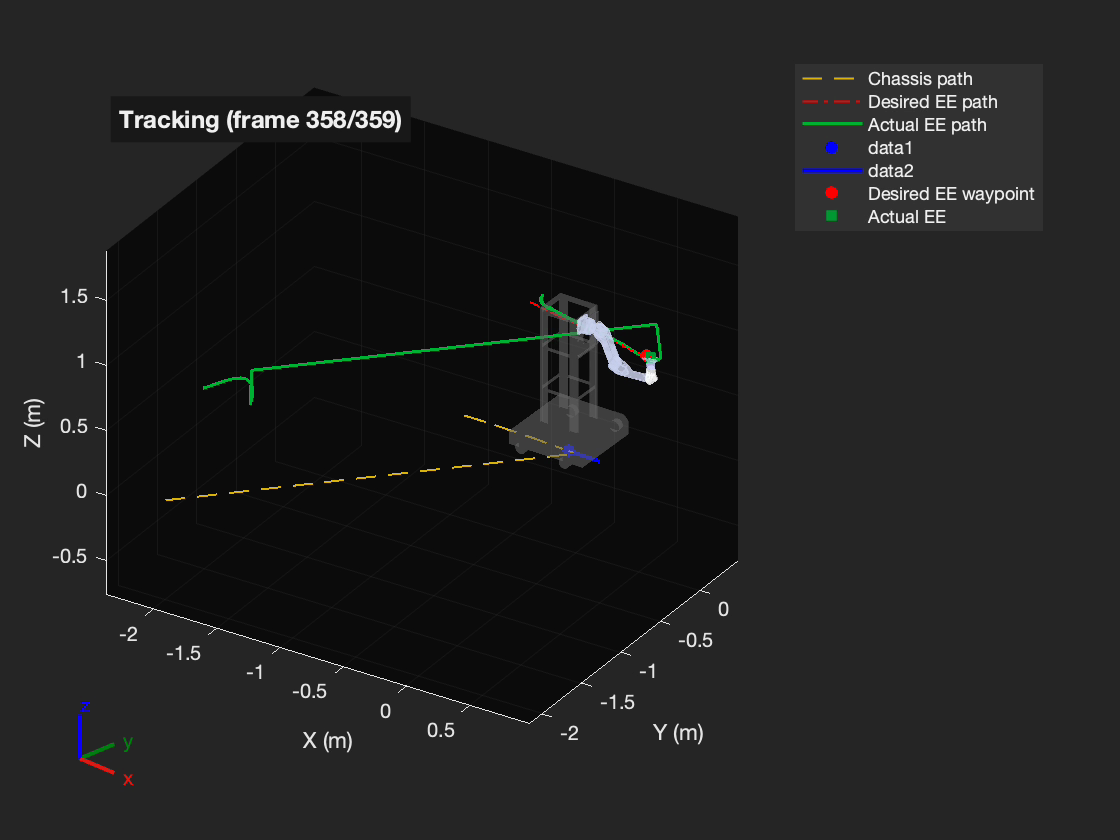 Tracking (frame 358/359)
Chassis path
Desired EE path
Actual EE path
data1
data2
Desired EE waypoint
Actual EE
1.5
1
0.5
0
-0.5
Z (m)
-2
-1.5
-1
-0.5
0
0.5
X (m)
0
-0.5
-1
-1.5
-2
Y (m)
z
y
x